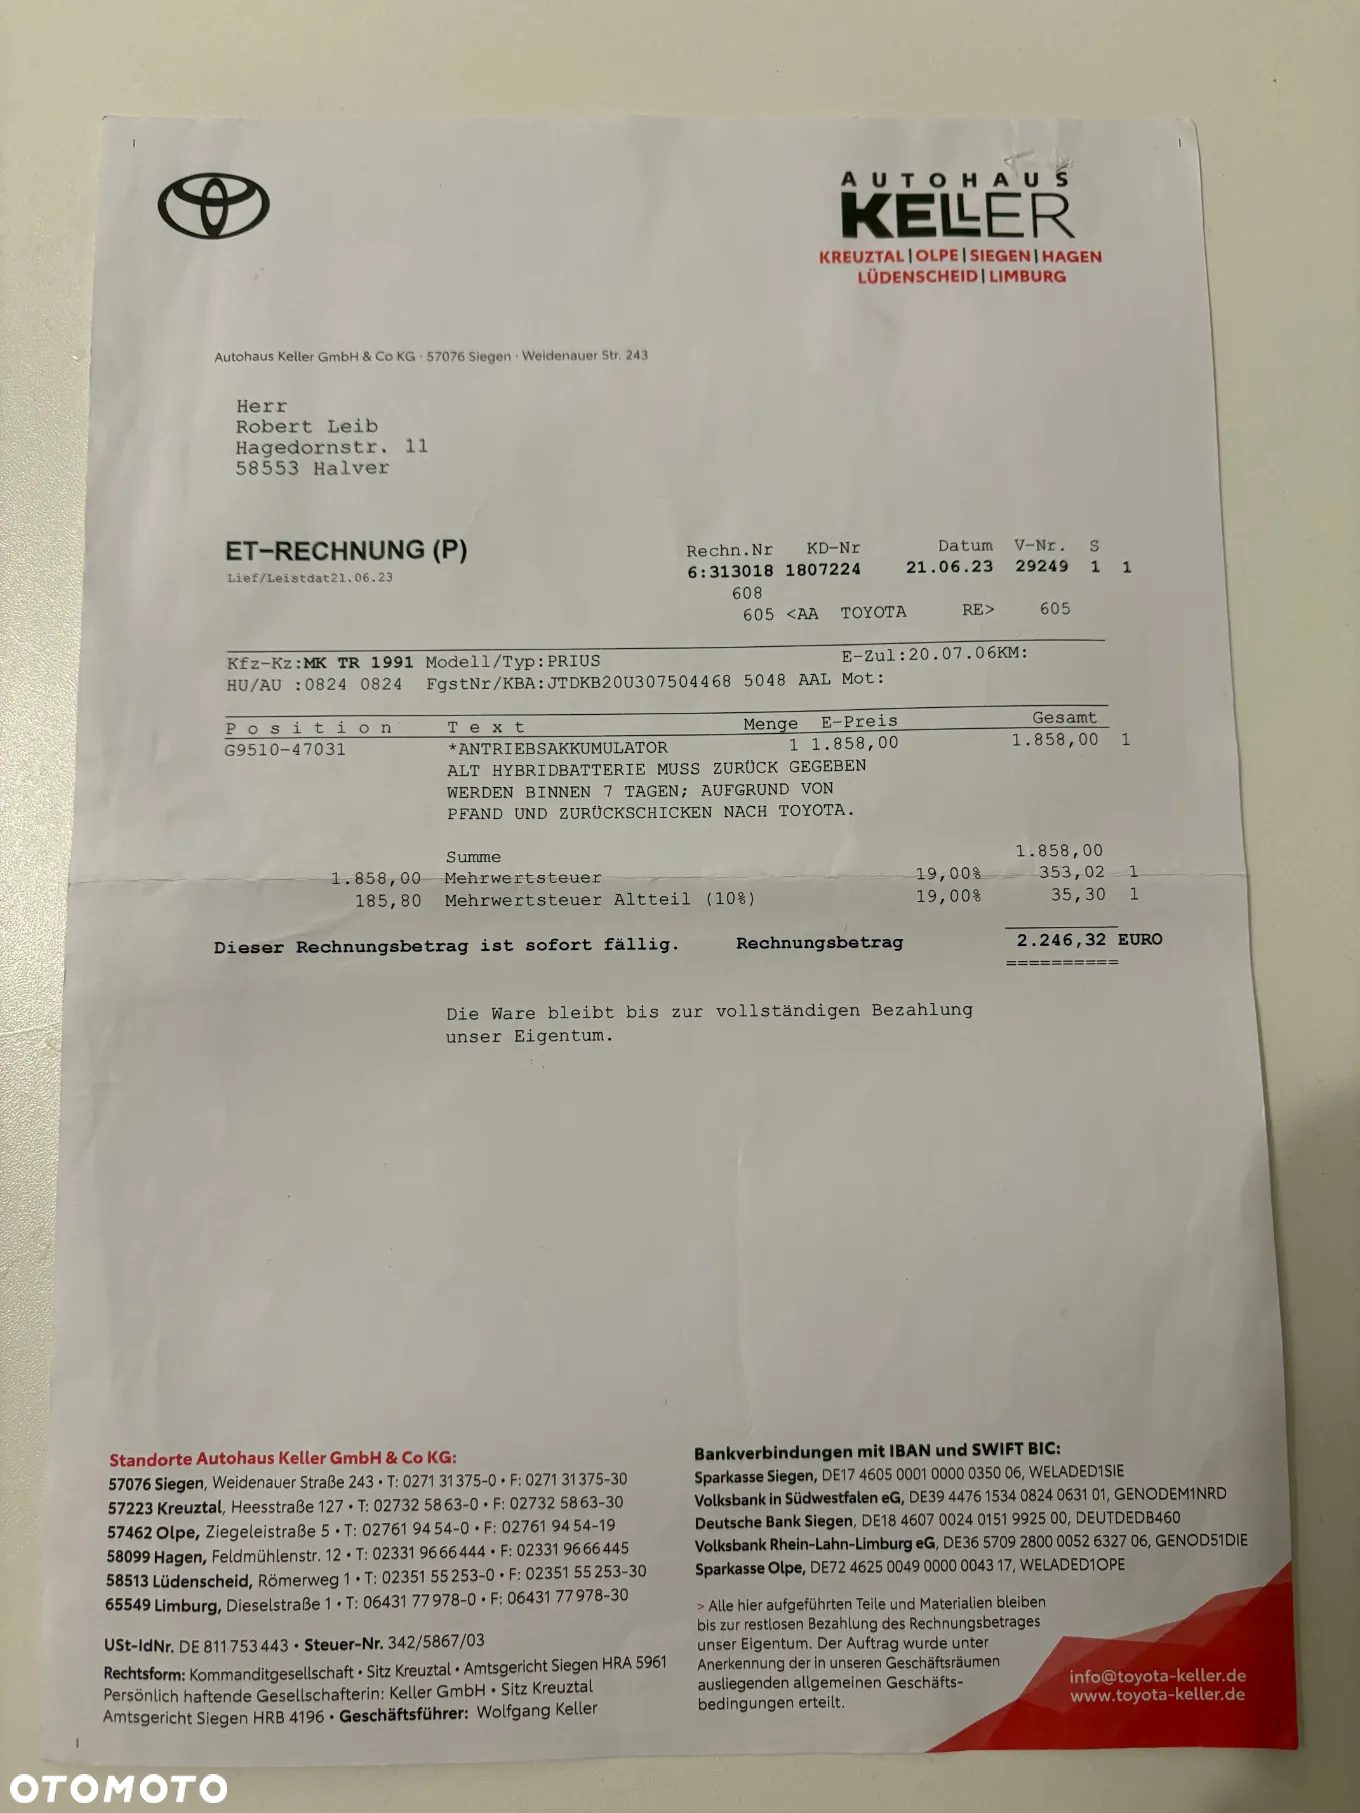 AUTOHAUS
KELLER
KREUZTAL|OLPE|SIEGEN|HAGEN
LÜDENSCHEID|LIMBURG
Autohaus Keller GmbH & Co KG · 57076 Siegen · Weidenauer Str. 243
Herr
Robert Leib
Hagedornstr. 11
58553 Halver
ET-RECHNUNG (P)
Lief/Leistdat21.06.23
Rechn.Nr KD-Nr Datum V-Nr. S
6:313018 1807224 21.06.23 29249 1 1
608
605 <AA TOYOTA RE> 605
Kfz-Kz:MK TR 1991 Modell/Typ:PRIUS E-Zul:20.07.06KM:
HU/AU :0824 0824 FgstNr/KBA:JTDKB20U307504468 5048 AAL Mot:
Position Text Menge E-Preis Gesamt
G9510-47031 *ANTRIEBSAKKUMULATOR 1 1.858,00 1.858,00 1
ALT HYBRIDBATTERIE MUSS ZURÜCK GEGEBEN
WERDEN BINNEN 7 TAGEN; AUFGRUND VON
PFAND UND ZURÜCKSCHICKEN NACH TOYOTA.
Summe 1.858,00
1.858,00 Mehrwertsteuer 19,00% 353,02 1
185,80 Mehrwertsteuer Altteil (10%) 19,00% 35,30 1
Dieser Rechnungsbetrag ist sofort fällig. Rechnungsbetrag 2.246,32 EURO
==========
Die Ware bleibt bis zur vollständigen Bezahlung
unser Eigentum.
Standorte Autohaus Keller GmbH & Co KG:
57076 Siegen, Weidenauer Straße 243 • T: 0271 31375-0 • F: 0271 31375-30
57223 Kreuztal, Heesstraße 127 • T: 02732 5863-0 • F: 02732 5863-30
57462 Olpe, Ziegeleistraße 5 • T: 02761 9454-0 • F: 02761 9454-19
58099 Hagen, Feldmühlenstr. 12 • T: 02331 9666444 • F: 02331 9666445
58513 Lüdenscheid, Römerweg 1 • T: 02351 55253-0 • F: 02351 55253-30
65549 Limburg, Dieselstraße 1 • T: 06431 77978-0 • F: 06431 77978-30
USt-IdNr. DE 811753443 • Steuer-Nr. 342/5867/03
Rechtsform: Kommanditgesellschaft • Sitz Kreuztal • Amtsgericht Siegen HRA 5961
Persönlich haftende Gesellschafterin: Keller GmbH • Sitz Kreuztal
Amtsgericht Siegen HRB 4196 • Geschäftsführer: Wolfgang Keller
Bankverbindungen mit IBAN und SWIFT BIC:
Sparkasse Siegen, DE17 4605 0001 0000 0350 06, WELADED1SIE
Volksbank in Südwestfalen eG, DE39 4476 1534 0824 0631 01, GENODEM1NRD
Deutsche Bank Siegen, DE18 4607 0024 0151 9925 00, DEUTDEDB460
Volksbank Rhein-Lahn-Limburg eG, DE36 5709 2800 0052 6327 06, GENOD51DIE
Sparkasse Olpe, DE72 4625 0049 0000 0043 17, WELADED1OPE
> Alle hier aufgeführten Teile und Materialien bleiben
bis zur restlosen Bezahlung des Rechnungsbetrages
unser Eigentum. Der Auftrag wurde unter
Anerkennung der in unseren Geschäftsräumen
ausliegenden allgemeinen Geschäfts-
bedingungen erteilt.
info@toyota-keller.de
www.toyota-keller.de
OTOMOTO